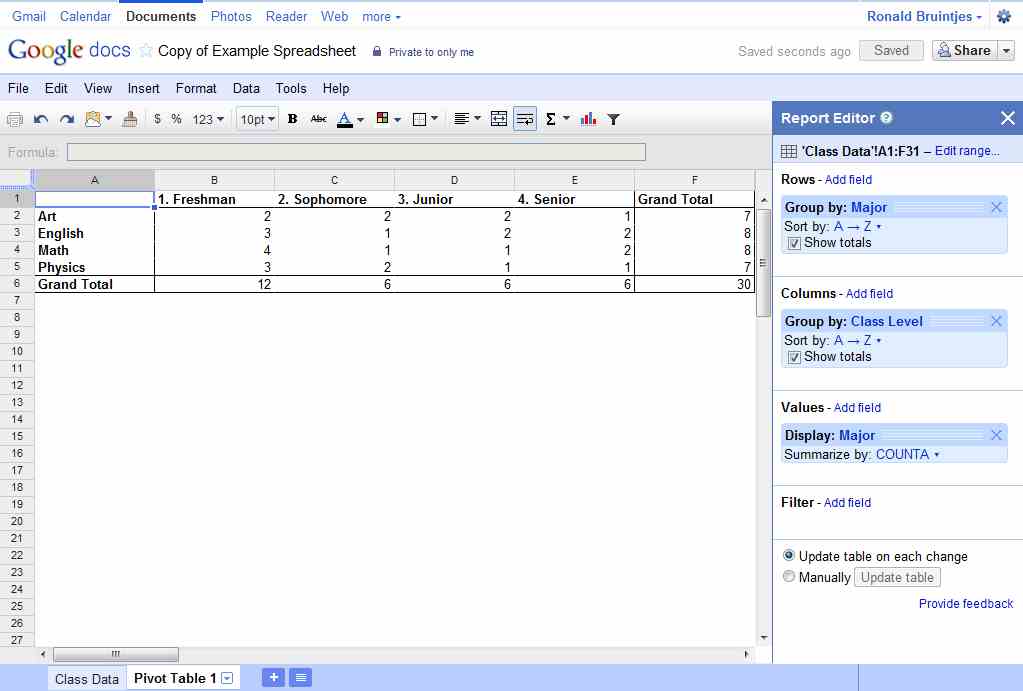 Gmail Calendar Documents Photos Reader Web more Ronald Bruintjes
Google docs Copy of Example Spreadsheet Private to only me Saved seconds ago Saved Share
File Edit View Insert Format Data Tools Help
$ % 123 10pt B Abc A Σ
Formula:
Report Editor ?
'Class Data'!A1:F31 – Edit range...
Rows - Add field
Group by: Major
Sort by: A → Z
Show totals
Columns - Add field
Group by: Class Level
Sort by: A → Z
Show totals
Values - Add field
Display: Major
Summarize by: COUNTA
Filter - Add field
Update table on each change
Manually Update table
Provide feedback
A B C D E F
1 1. Freshman 2. Sophomore 3. Junior 4. Senior Grand Total
2 Art 2 2 2 1 7
3 English 3 1 2 2 8
4 Math 4 1 1 2 8
5 Physics 3 2 1 1 7
6 Grand Total 12 6 6 6 30
7
8
9
10
11
12
13
14
15
16
17
18
19
20
21
22
23
24
25
26
27
Class Data Pivot Table 1 +